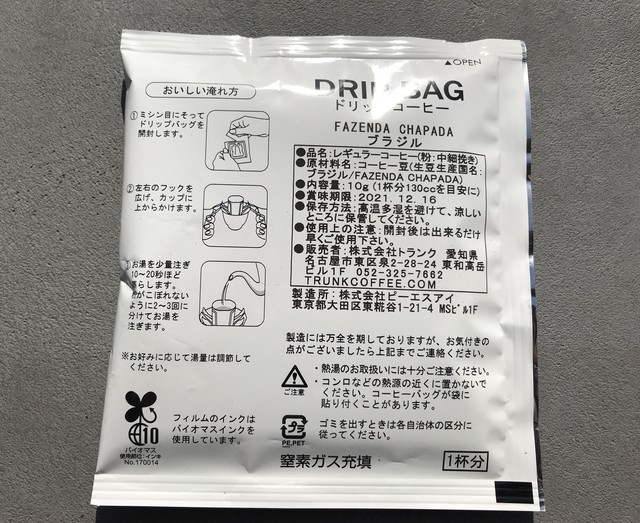 ▲OPEN
おいしい淹れ方
①ミシン目にそって
ドリップバッグを
開封します。
②左右のフックを
広げ、カップに
上からかけます。
お湯を少量注ぎ
10〜20秒ほど
らします。
がこぼれない
ように2〜3回に
分けてお湯を
注ぎます。
※お好みに応じて湯量は調節して
ください。
バイオマス
使用部位:インキ
No.170014
10
フィルムのインクは
バイオマスインクを
使用しています。
DRIP BAG
ドリップコーヒー
FAZENDA CHAPADA
ブラジル
●品名:レギュラーコーヒー(粉:中細挽き)
●原材料名:コーヒー豆(生豆生産国名:
ブラジル/FAZENDA CHAPADA)
●内容量:10g(1杯分130ccを目安に)
●賞味期限:2021. 12. 16
●保存方法:高温多湿を避けて、涼しい
ところに保管してください。
●使用上の注意:開封後は出来るだけ
早くご使用下さい。
●販売者:株式会社トランク 愛知県
名古屋市東区泉2-28-24 東和高岳
ビル1F 052-325-7662
TRUNKCOFFEE.COM
製造所:株式会社ピーエスアイ
東京都大田区東糀谷1-21-4 MSビル1F
製造には万全を期しておりますが、お気付きの
点がございましたら上記までご連絡ください。
ご注意
・熱湯のお取扱いには十分ご注意ください。
・コンロなどの熱源の近くに置かないで
ください。コーヒーバッグが袋に
貼り付くことがあります。
プラ
PE,PET
ゴミを出すときは各自治体の区分に
従ってください。
窒素ガス充填
1杯分